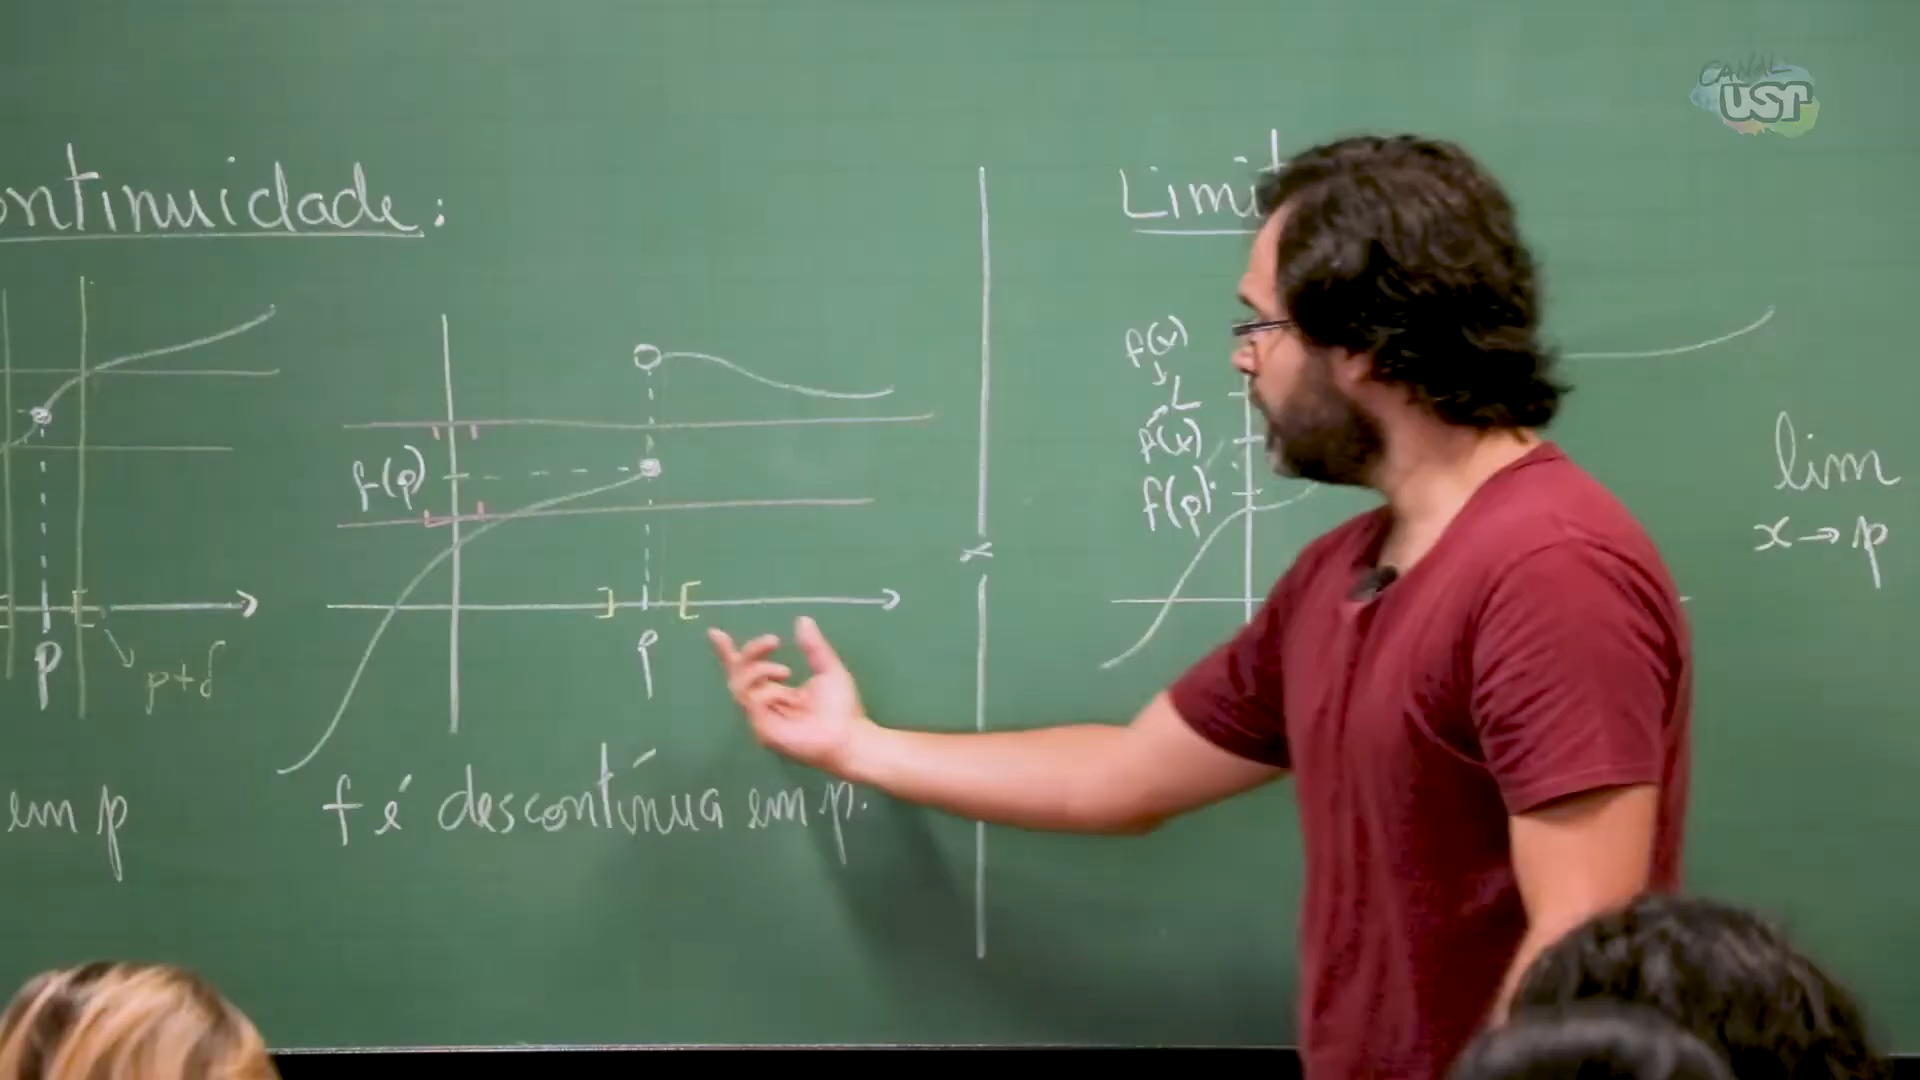 CANAL
USP
ontinuidade:
Limit
f(x)
L
f(x)
f(p)
f(p)
lim
x→p
p
p+δ
p
em p
f é descontínua em p.